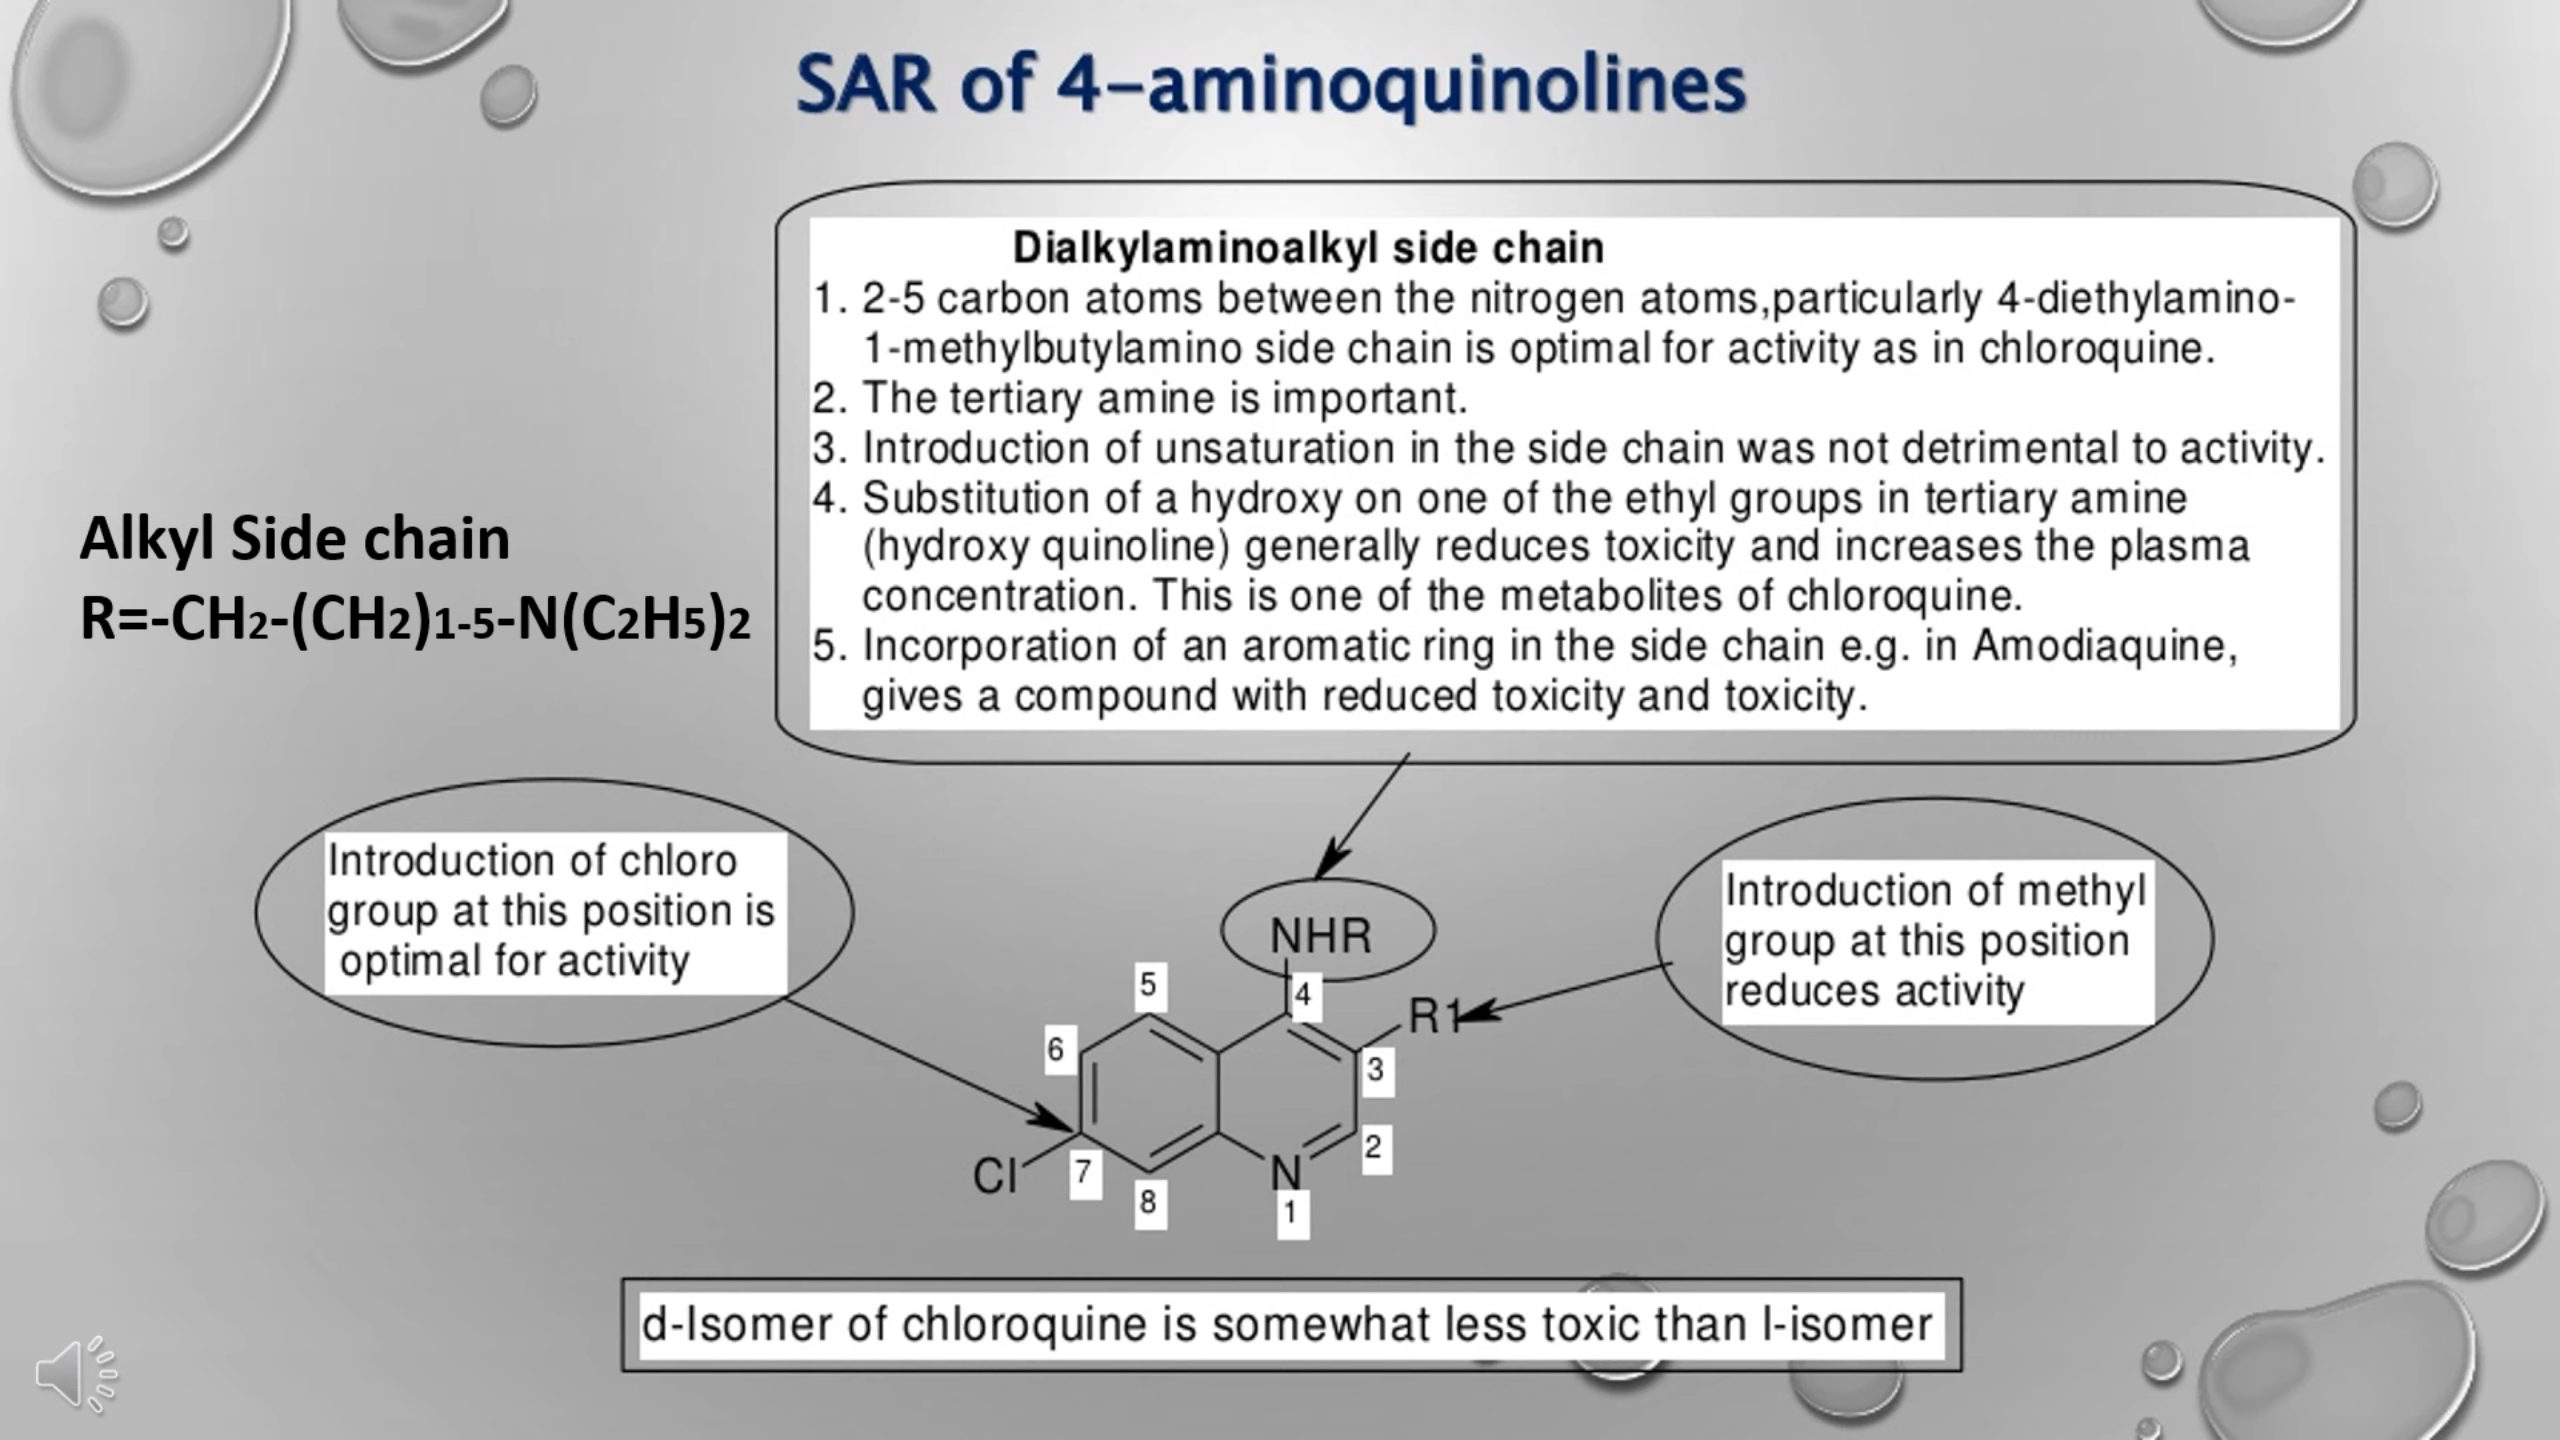 SAR of 4-aminoquinolines
Dialkylaminoalkyl side chain
1. 2-5 carbon atoms between the nitrogen atoms,particularly 4-diethylamino-
1-methylbutylamino side chain is optimal for activity as in chloroquine.
2. The tertiary amine is important.
3. Introduction of unsaturation in the side chain was not detrimental to activity.
4. Substitution of a hydroxy on one of the ethyl groups in tertiary amine
(hydroxy quinoline) generally reduces toxicity and increases the plasma
concentration. This is one of the metabolites of chloroquine.
5. Incorporation of an aromatic ring in the side chain e.g. in Amodiaquine,
gives a compound with reduced toxicity and toxicity.
Alkyl Side chain
R=-CH2-(CH2)1-5-N(C2H5)2
Introduction of chloro
group at this position is
optimal for activity
Introduction of methyl
group at this position
reduces activity
NHR
4
5
R1
6
3
2
Cl
7
8
N
1
d-Isomer of chloroquine is somewhat less toxic than l-isomer